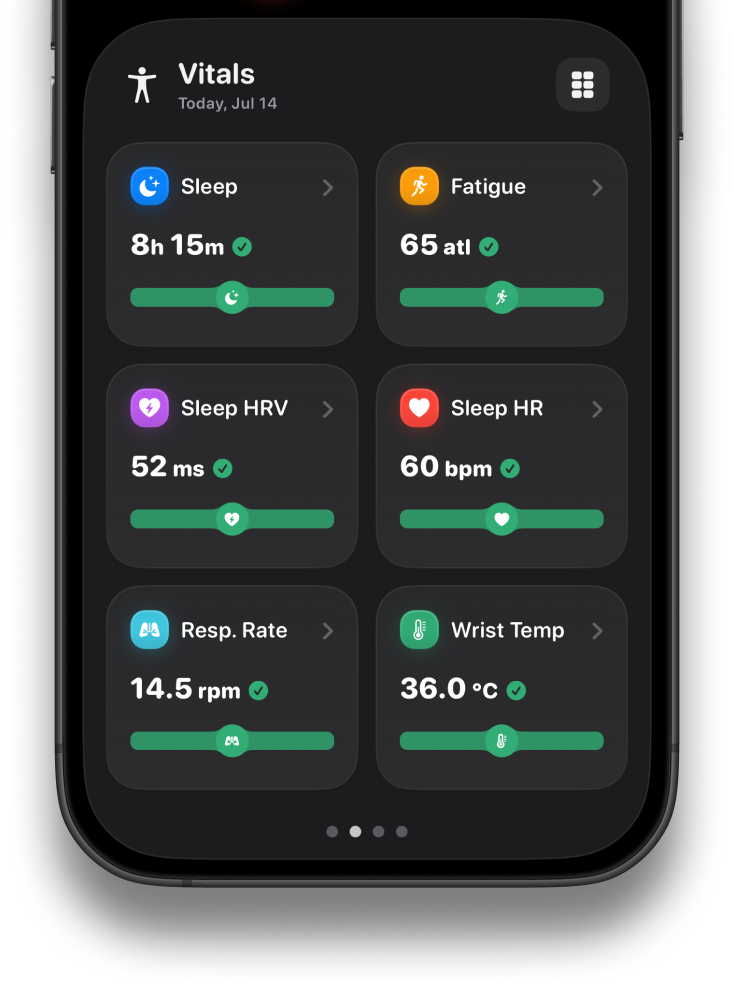 Vitals
Today, Jul 14
Sleep
8h 15m
Fatigue
65 atl
Sleep HRV
52 ms
Sleep HR
60 bpm
Resp. Rate
14.5 rpm
Wrist Temp
36.0 °C